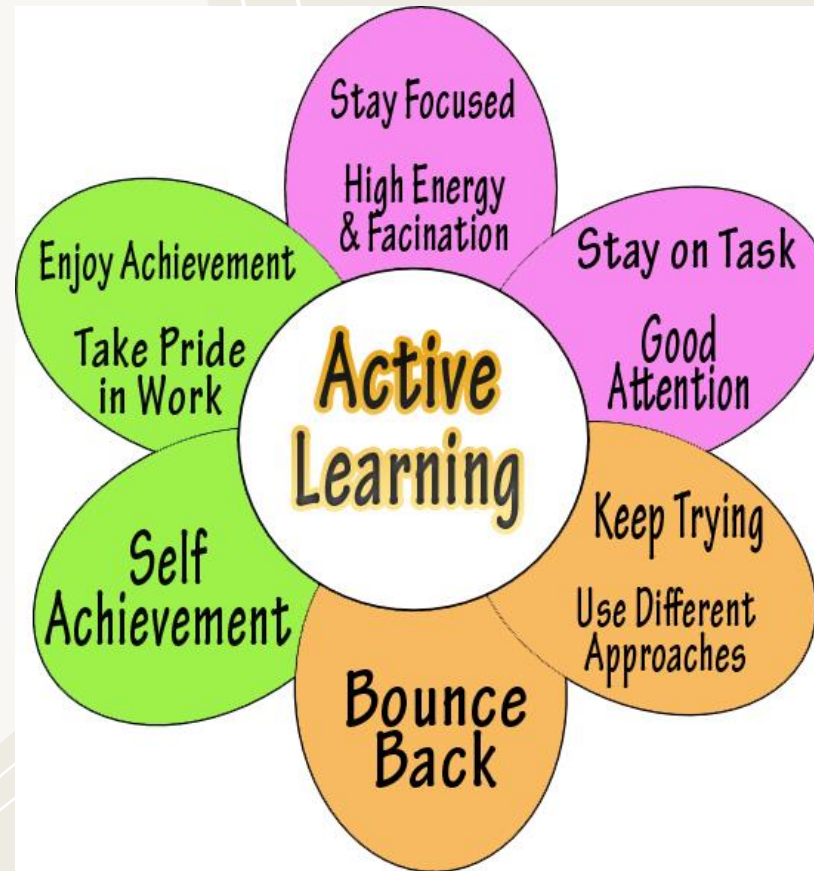 Stay Focused
High Energy
& Facination
Stay on Task
Good
Attention
Keep Trying
Use Different
Approaches
Bounce
Back
Self
Achievement
Enjoy Achievement
Take Pride
in Work
Active
Learning